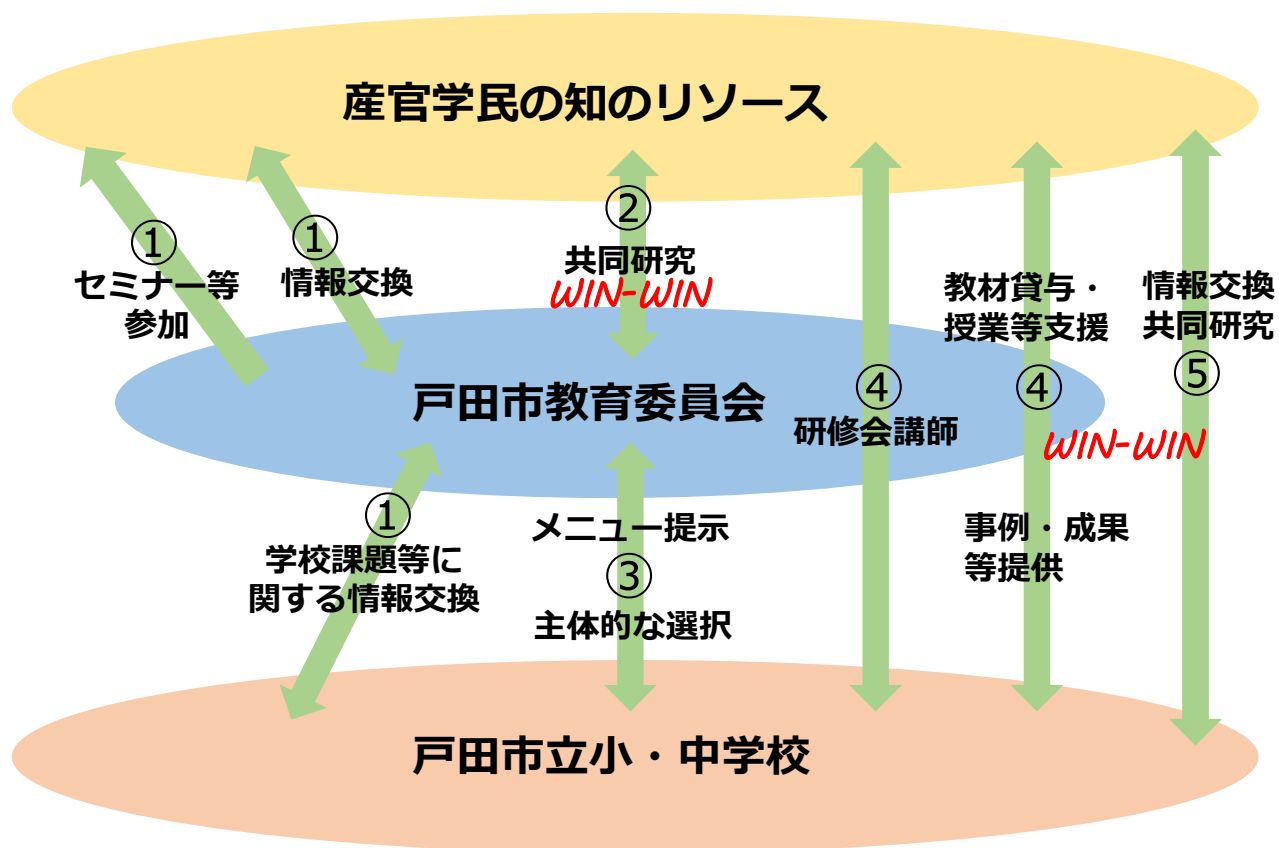 産官学民の知のリソース
①
セミナー等
参加
①
情報交換
②
共同研究
WIN-WIN
教材貸与・
授業等支援
④
情報交換
共同研究
⑤
戸田市教育委員会
④
研修会講師
WIN-WIN
①
学校課題等に
関する情報交換
メニュー提示
③
主体的な選択
事例・成果
等提供
戸田市立小・中学校